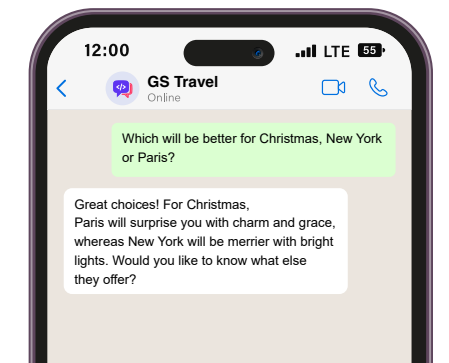 12:00 LTE 55
</>
GS Travel
Online
Which will be better for Christmas, New York
or Paris?
Great choices! For Christmas,
Paris will surprise you with charm and grace,
whereas New York will be merrier with bright
lights. Would you like to know what else
they offer?